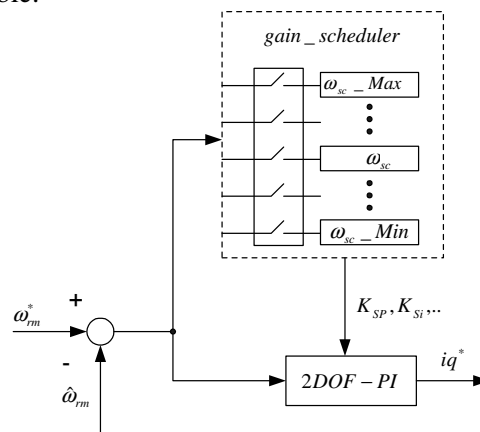 gain_scheduler
ω_sc_Max
ω_sc
ω_sc_Min
K_SP, K_Si,..
+
ω*_rm
-
ω̂_rm
2DOF-PI
iq*